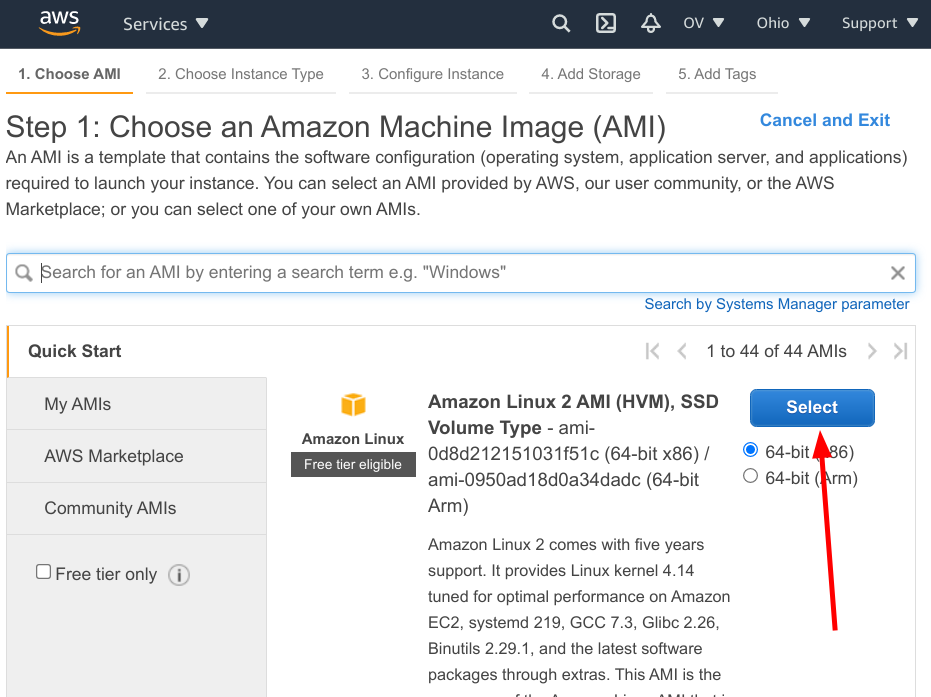 aws Services OV Ohio Support
1. Choose AMI 2. Choose Instance Type 3. Configure Instance 4. Add Storage 5. Add Tags
Step 1: Choose an Amazon Machine Image (AMI) Cancel and Exit
An AMI is a template that contains the software configuration (operating system, application server, and applications)
required to launch your instance. You can select an AMI provided by AWS, our user community, or the AWS
Marketplace; or you can select one of your own AMIs.
Search for an AMI by entering a search term e.g. "Windows"
Search by Systems Manager parameter
Quick Start
1 to 44 of 44 AMIs
My AMIs
AWS Marketplace
Community AMIs
Free tier only
Amazon Linux
Free tier eligible
Amazon Linux 2 AMI (HVM), SSD
Volume Type - ami-
0d8d212151031f51c (64-bit x86) /
ami-0950ad18d0a34dadc (64-bit
Arm)
Amazon Linux 2 comes with five years
support. It provides Linux kernel 4.14
tuned for optimal performance on Amazon
EC2, systemd 219, GCC 7.3, Glibc 2.26,
Binutils 2.29.1, and the latest software
packages through extras. This AMI is the
Select
64-bit (x86)
64-bit (Arm)